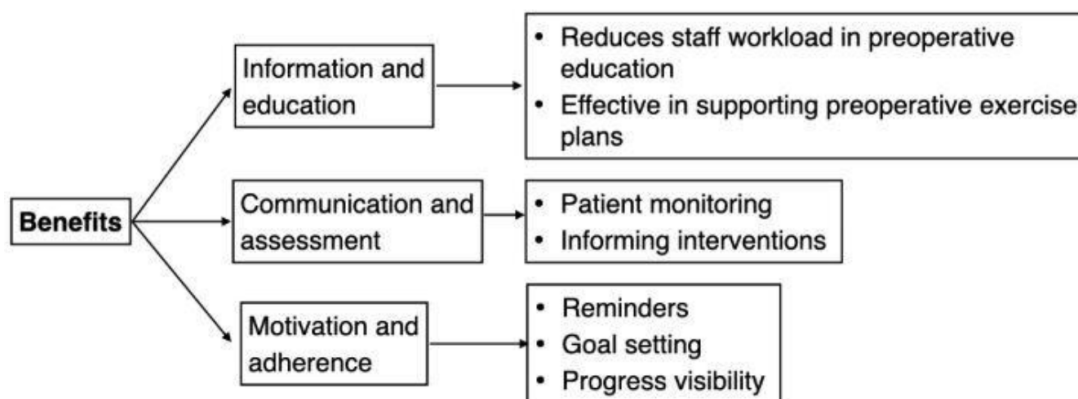 Benefits
Information and
education
• Reduces staff workload in preoperative
education
• Effective in supporting preoperative exercise
plans
Communication and
assessment
• Patient monitoring
• Informing interventions
Motivation and
adherence
• Reminders
• Goal setting
• Progress visibility